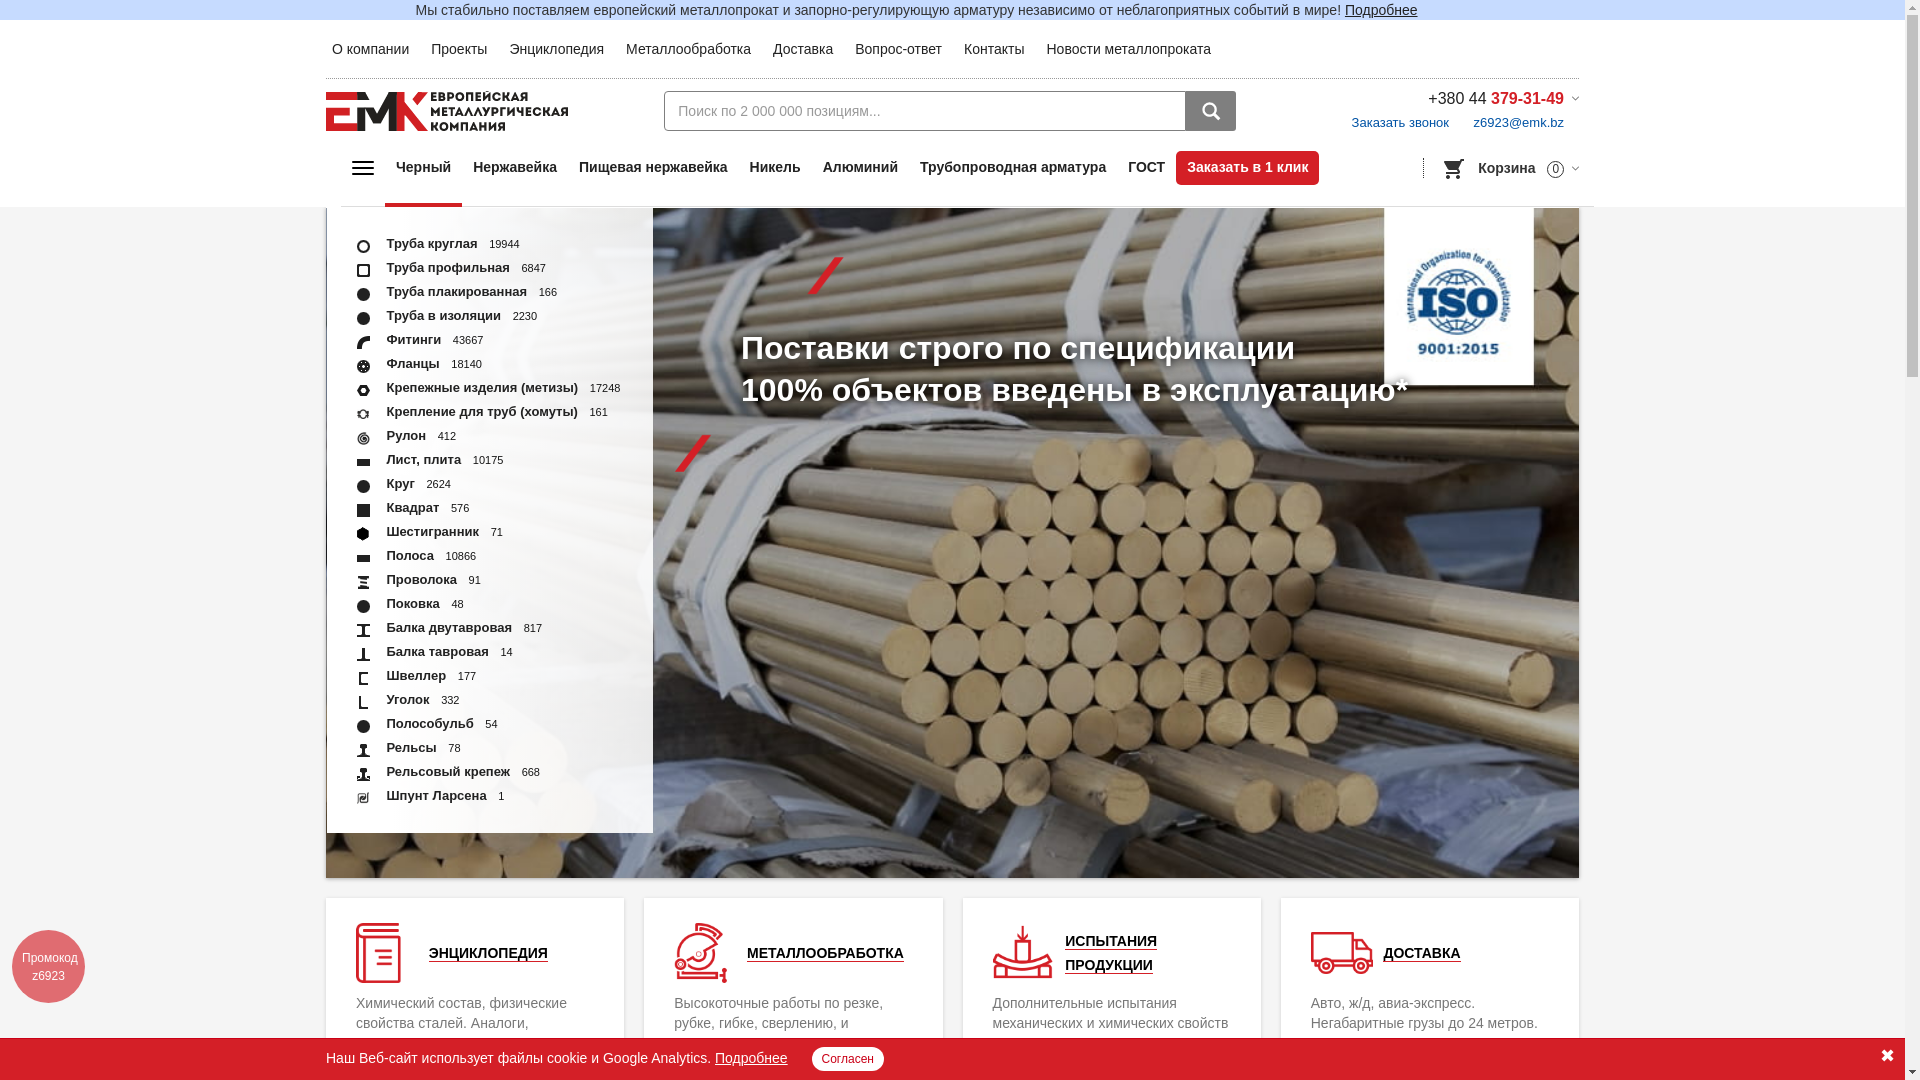 Мы стабильно поставляем европейский металлопрокат и запорно-регулирующую арматуру независимо от неблагоприятных событий в мире! Подробнее
О компании Проекты Энциклопедия Металлообработка Доставка Вопрос-ответ Контакты Новости металлопроката
ЕМК ЕВРОПЕЙСКАЯ
МЕТАЛЛУРГИЧЕСКАЯ
КОМПАНИЯ
Поиск по 2 000 000 позициям...
+380 44 379-31-49
Заказать звонок z6923@emk.bz
Черный Нержавейка Пищевая нержавейка Никель Алюминий Трубопроводная арматура ГОСТ Заказать в 1 клик
Корзина 0
Труба круглая 19944
Труба профильная 6847
Труба плакированная 166
Труба в изоляции 2230
Фитинги 43667
Фланцы 18140
Крепежные изделия (метизы) 17248
Крепление для труб (хомуты) 161
Рулон 412
Лист, плита 10175
Круг 2624
Квадрат 576
Шестигранник 71
Полоса 10866
Проволока 91
Поковка 48
Балка двутавровая 817
Балка тавровая 14
Швеллер 177
Уголок 332
Полособульб 54
Рельсы 78
Рельсовый крепеж 668
Шпунт Ларсена 1
International Organization for Standardization
ISO
9001:2015
Поставки строго по спецификации
100% объектов введены в эксплуатацию*
ЭНЦИКЛОПЕДИЯ
Химический состав, физические
свойства сталей. Аналоги,
МЕТАЛЛООБРАБОТКА
Высокоточные работы по резке,
рубке, гибке, сверлению, и
ИСПЫТАНИЯ
ПРОДУКЦИИ
Дополнительные испытания
механических и химических свойств
ДОСТАВКА
Авто, ж/д, авиа-экспресс.
Негабаритные грузы до 24 метров.
Промокод
z6923
Наш Веб-сайт использует файлы cookie и Google Analytics. Подробнее Согласен